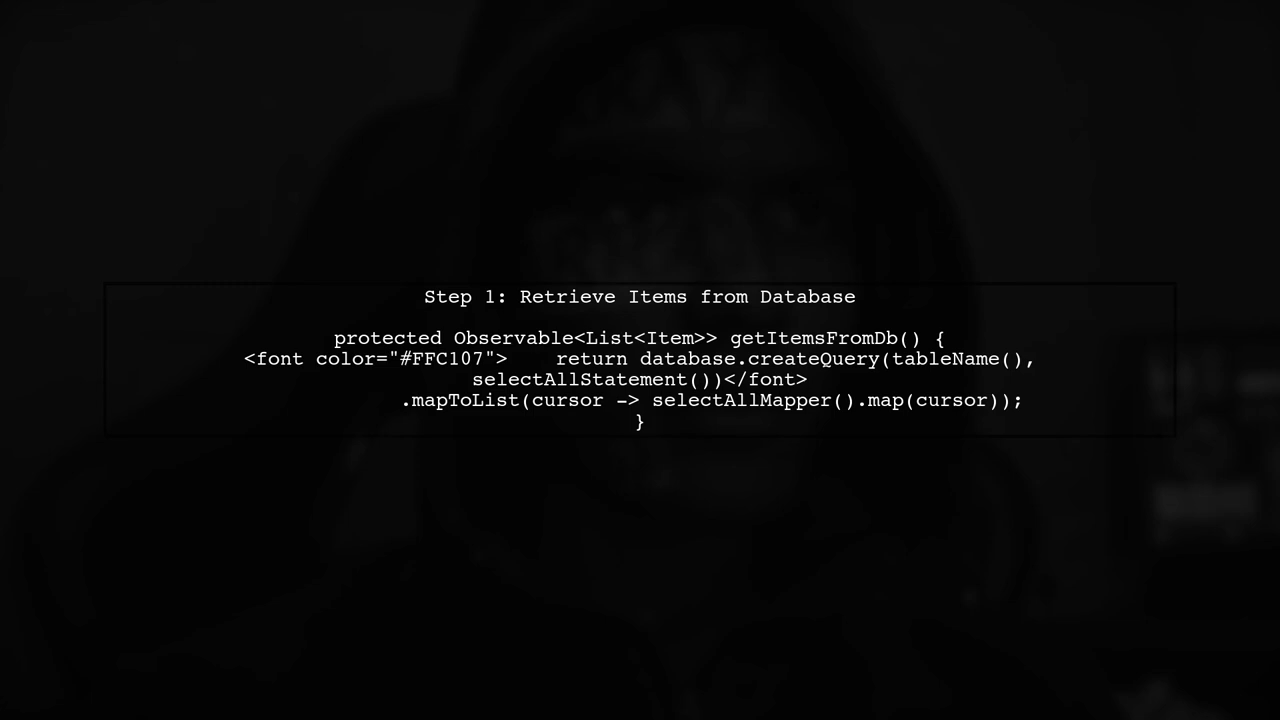 Step 1: Retrieve Items from Database
protected Observable<List<Item>> getItemsFromDb() {
<font color="#FFC107">    return database.createQuery(tableName(),
selectAllStatement())</font>
.mapToList(cursor -> selectAllMapper().map(cursor));
}